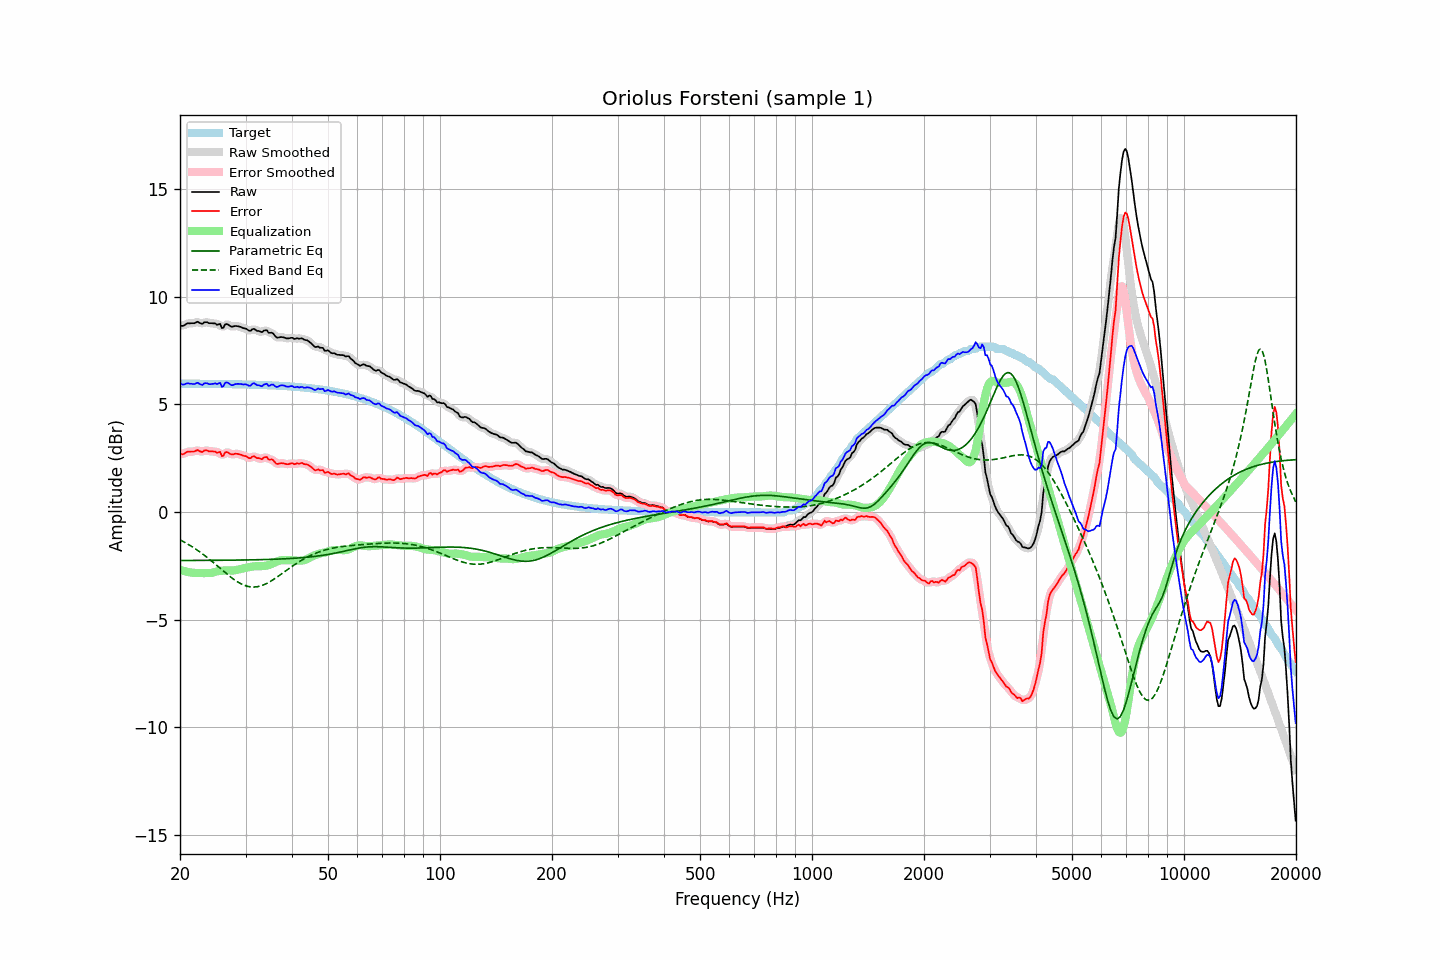 Oriolus Forsteni (sample 1)
Target
Raw Smoothed
Error Smoothed
Raw
Error
Equalization
Parametric Eq
Fixed Band Eq
Equalized
Amplitude (dBr)
15
10
5
0
−5
−10
−15
20
50
100
200
500
1000
2000
5000
10000
20000
Frequency (Hz)